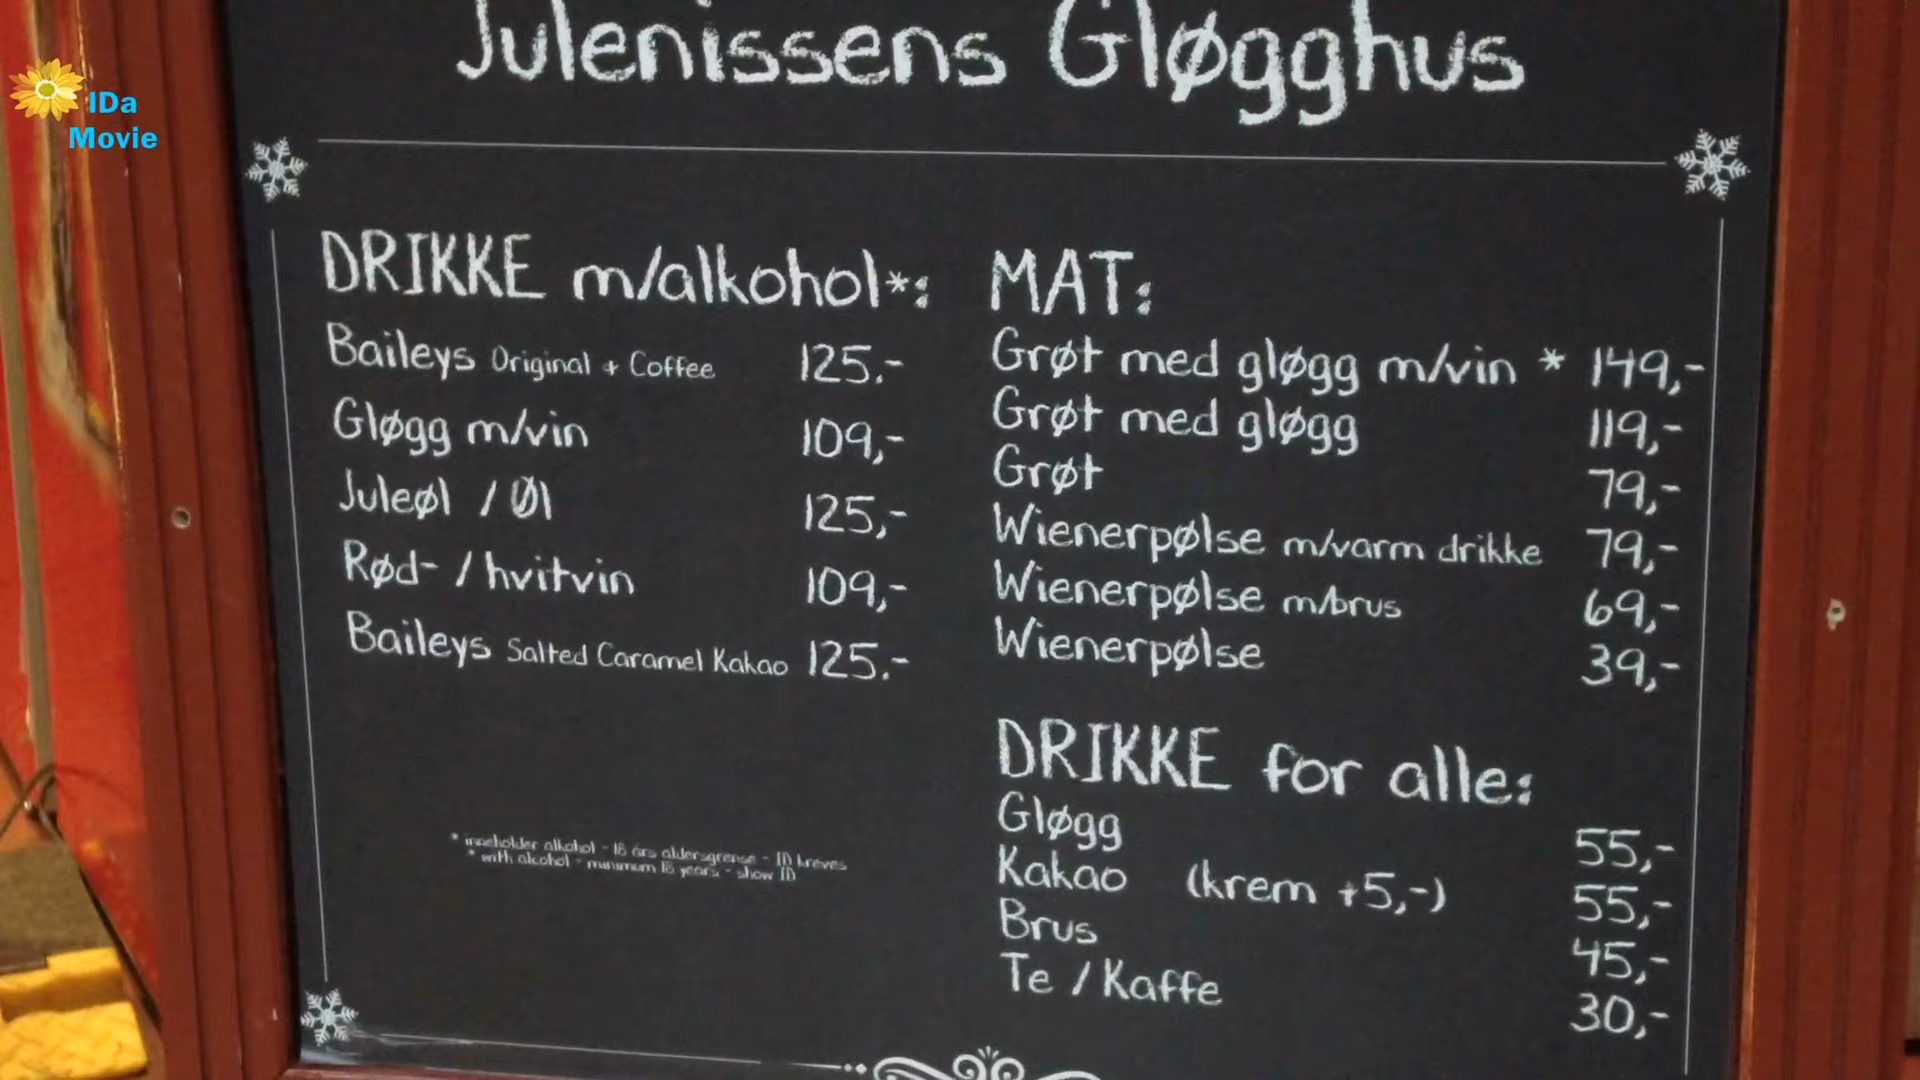 Julenissens Gløgghus
IDa
Movie
DRIKKE m/alkohol*:
Baileys Original + Coffee 125.-
Gløgg m/vin 109,-
Juleøl / Øl 125,-
Rød- / hvitvin 109,-
Baileys Salted Caramel Kakao 125.-
* inneholder alkohol - 18 års aldersgrense - ID kreves
* with alcohol - minimum 18 years - show ID
MAT:
Grøt med gløgg m/vin * 149,-
Grøt med gløgg 119,-
Grøt 79,-
Wienerpølse m/varm drikke 79,-
Wienerpølse m/brus 69,-
Wienerpølse 39,-
DRIKKE for alle:
Gløgg 55,-
Kakao (krem +5,-) 55,-
Brus 45,-
Te / Kaffe 30,-